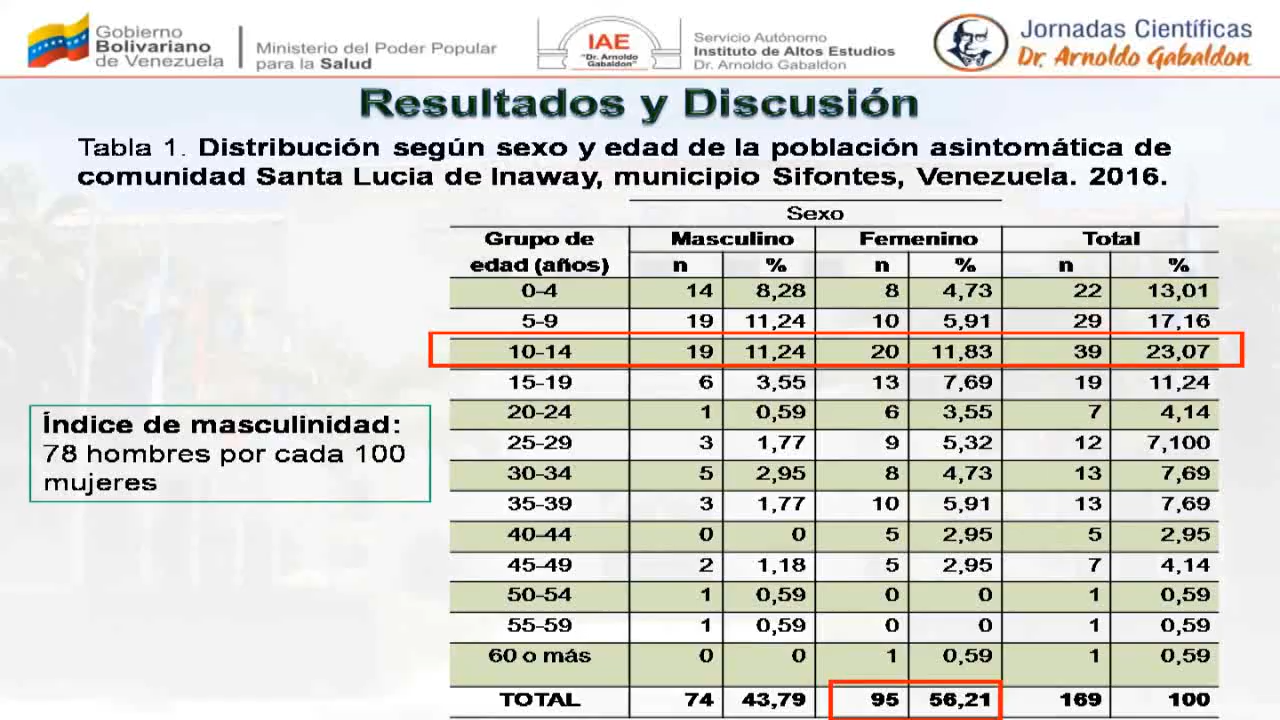 Gobierno
Bolivariano
de Venezuela
Ministerio del Poder Popular
para la Salud
IAE
"Dr. Arnoldo
Gabaldon"
Servicio Autónomo
Instituto de Altos Estudios
Dr. Arnoldo Gabaldon
Jornadas Científicas
Dr. Arnoldo Gabaldon
Resultados y Discusión
Tabla 1. Distribución según sexo y edad de la población asintomática de
comunidad Santa Lucia de Inaway, municipio Sifontes, Venezuela. 2016.
Sexo
Grupo de Masculino Femenino Total
edad (años) n % n % n %
0-4 14 8,28 8 4,73 22 13,01
5-9 19 11,24 10 5,91 29 17,16
10-14 19 11,24 20 11,83 39 23,07
15-19 6 3,55 13 7,69 19 11,24
20-24 1 0,59 6 3,55 7 4,14
25-29 3 1,77 9 5,32 12 7,100
30-34 5 2,95 8 4,73 13 7,69
35-39 3 1,77 10 5,91 13 7,69
40-44 0 0 5 2,95 5 2,95
45-49 2 1,18 5 2,95 7 4,14
50-54 1 0,59 0 0 1 0,59
55-59 1 0,59 0 0 1 0,59
60 o más 0 0 1 0,59 1 0,59
TOTAL 74 43,79 95 56,21 169 100
Índice de masculinidad:
78 hombres por cada 100
mujeres